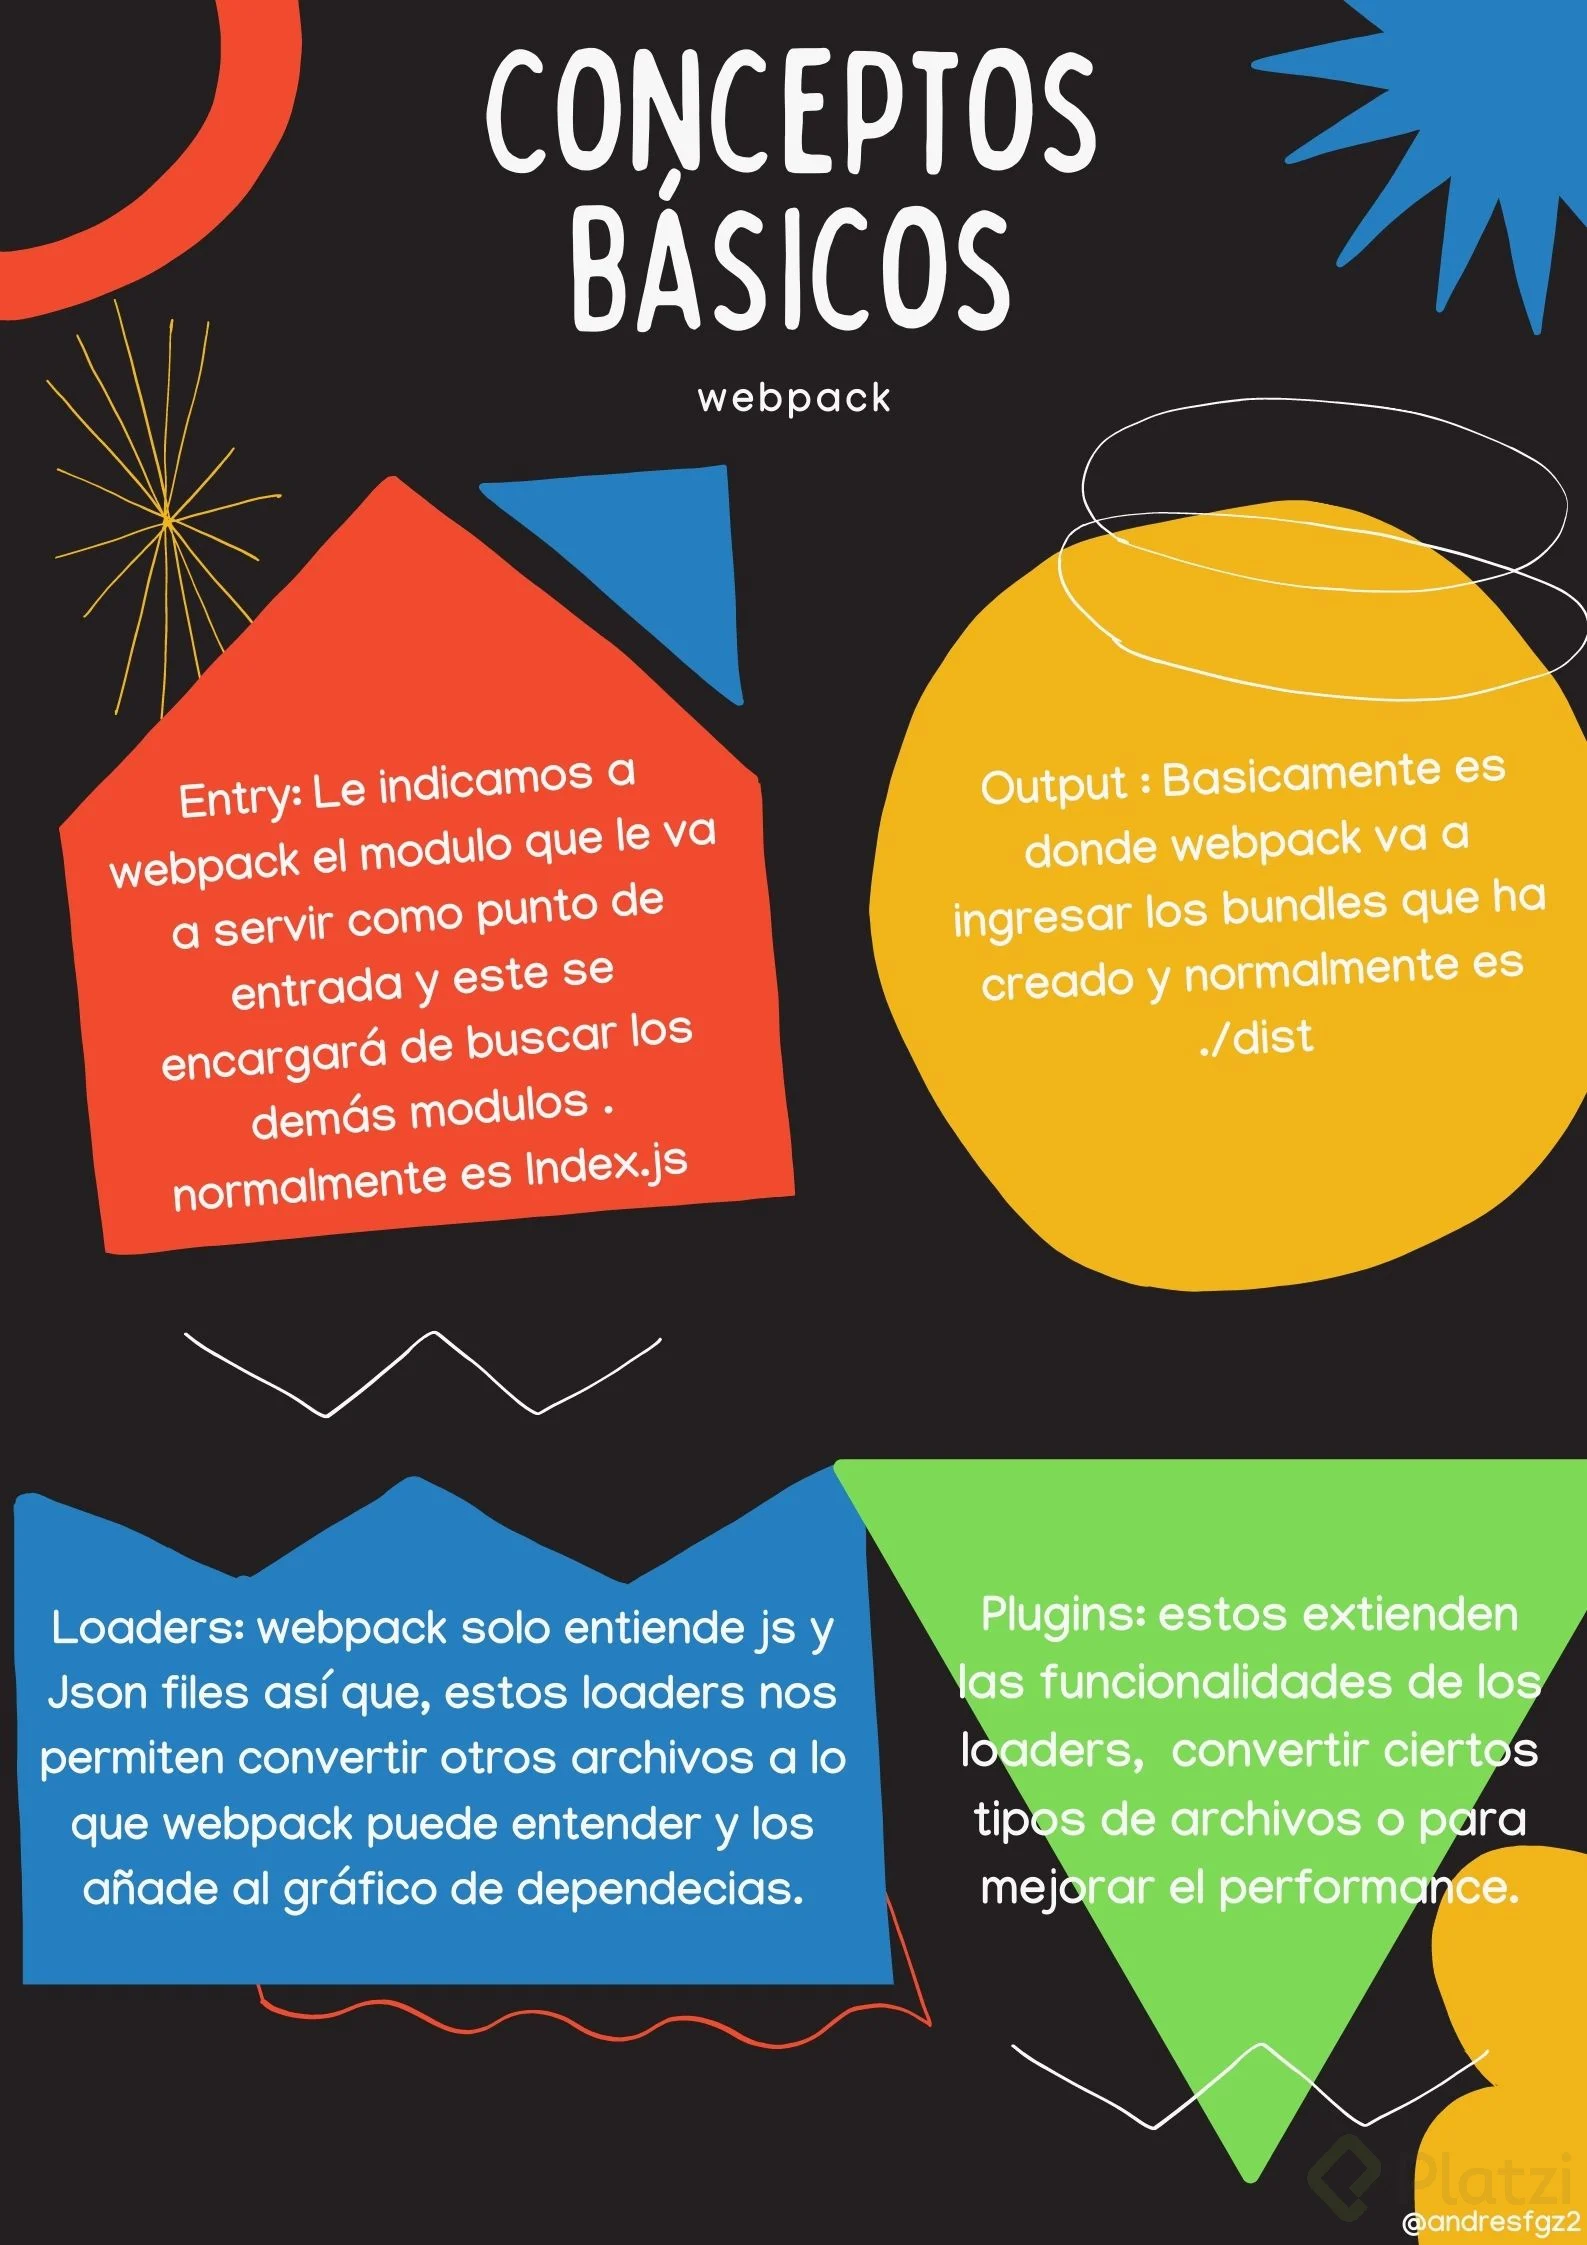 CONCEPTOS
BÁSICOS
webpack
Entry: Le indicamos a
webpack el modulo que le va
a servir como punto de
entrada y este se
encargará de buscar los
demás modulos .
normalmente es Index.js
Output : Basicamente es
donde webpack va a
ingresar los bundles que ha
creado y normalmente es
./dist
Loaders: webpack solo entiende js y
Json files así que, estos loaders nos
permiten convertir otros archivos a lo
que webpack puede entender y los
añade al gráfico de dependecias.
Plugins: estos extienden
las funcionalidades de los
loaders,  convertir ciertos
tipos de archivos o para
mejorar el performance.
Platzi
@andresfgz2